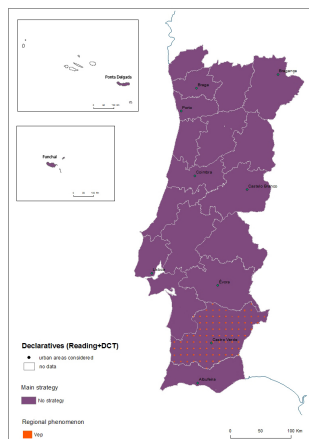 Ponta Delgada
Bragança
Braga
Porto
Funchal
Coimbra
Castelo Branco
Lisboa
Évora
Castro Verde
Albufeira
Declaratives (Reading+DCT)
urban areas considered
no data
Main strategy
No strategy
Regional phenomenon
Yep
0 50 100 Km